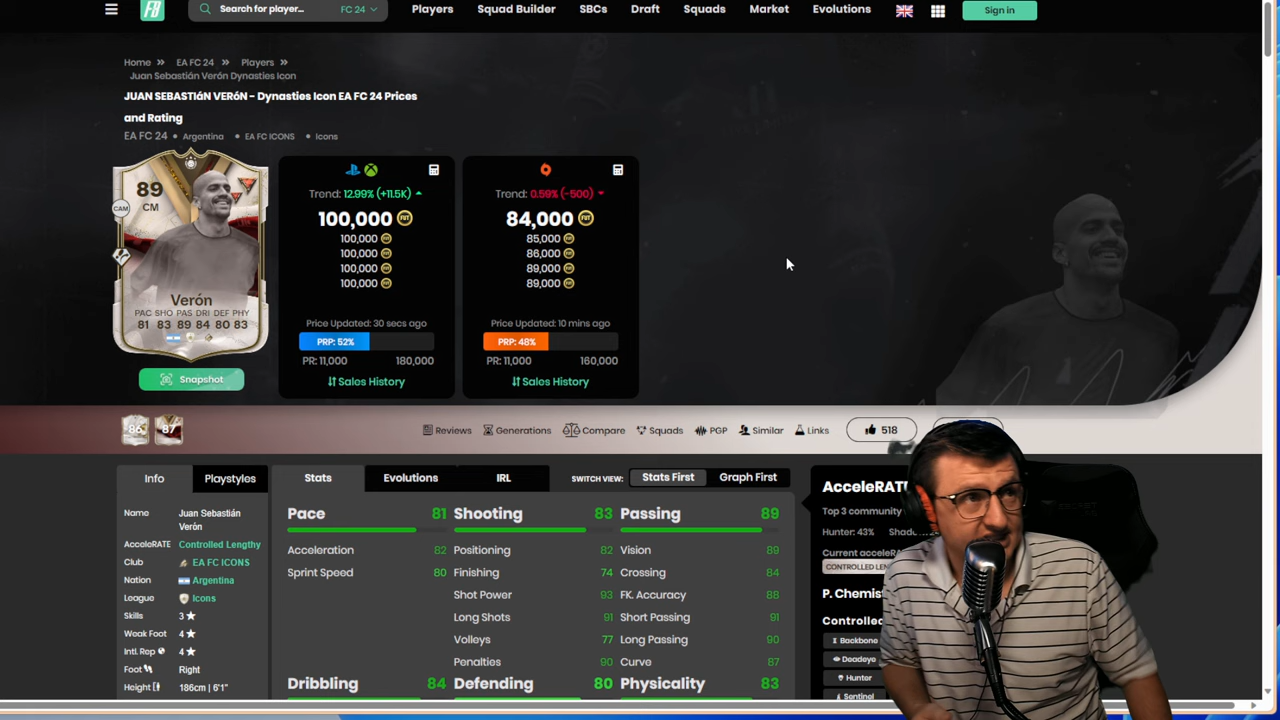 FB
Search for player...
FC 24
Players
Squad Builder
SBCs
Draft
Squads
Market
Evolutions
Sign in
Home » EA FC 24 » Players »
Juan Sebastián Verón Dynasties Icon
JUAN SEBASTIáN VERóN - Dynasties Icon EA FC 24 Prices
and Rating
EA FC 24 • Argentina • EA FC ICONS • Icons
89
CM
CAM
Verón
PAC SHO PAS DRI DEF PHY
81 83 89 84 80 83
Snapshot
Trend: 12.99% (+11.5K)
100,000 FUT
100,000
100,000
100,000
100,000
Price Updated: 30 secs ago
PRP: 52%
PR: 11,000 180,000
Sales History
Trend: 0.59% (-500)
84,000 FUT
85,000
86,000
89,000
89,000
Price Updated: 10 mins ago
PRP: 48%
PR: 11,000 160,000
Sales History
86 87
Reviews
Generations
Compare
Squads
PGP
Similar
Links
518
Info
Playstyles
Name Juan Sebastián
Verón
AcceleRATE Controlled Lengthy
Club EA FC ICONS
Nation Argentina
League Icons
Skills 3
Weak Foot 4
Intl. Rep 4
Foot Right
Height 186cm | 6'1"
Stats
Evolutions
IRL
SWITCH VIEW:
Stats First
Graph First
Pace 81
Acceleration 82
Sprint Speed 80
Shooting 83
Positioning 82
Finishing 74
Shot Power 93
Long Shots 91
Volleys 77
Penalties 90
Passing 89
Vision 89
Crossing 84
FK. Accuracy 88
Short Passing 91
Long Passing 90
Curve 87
Dribbling 84
Defending 80
Physicality 83
Top 3 community
Hunter: 43%
Current
CONTROLLED
Backbone
Deadeye
Hunter
Sentinel